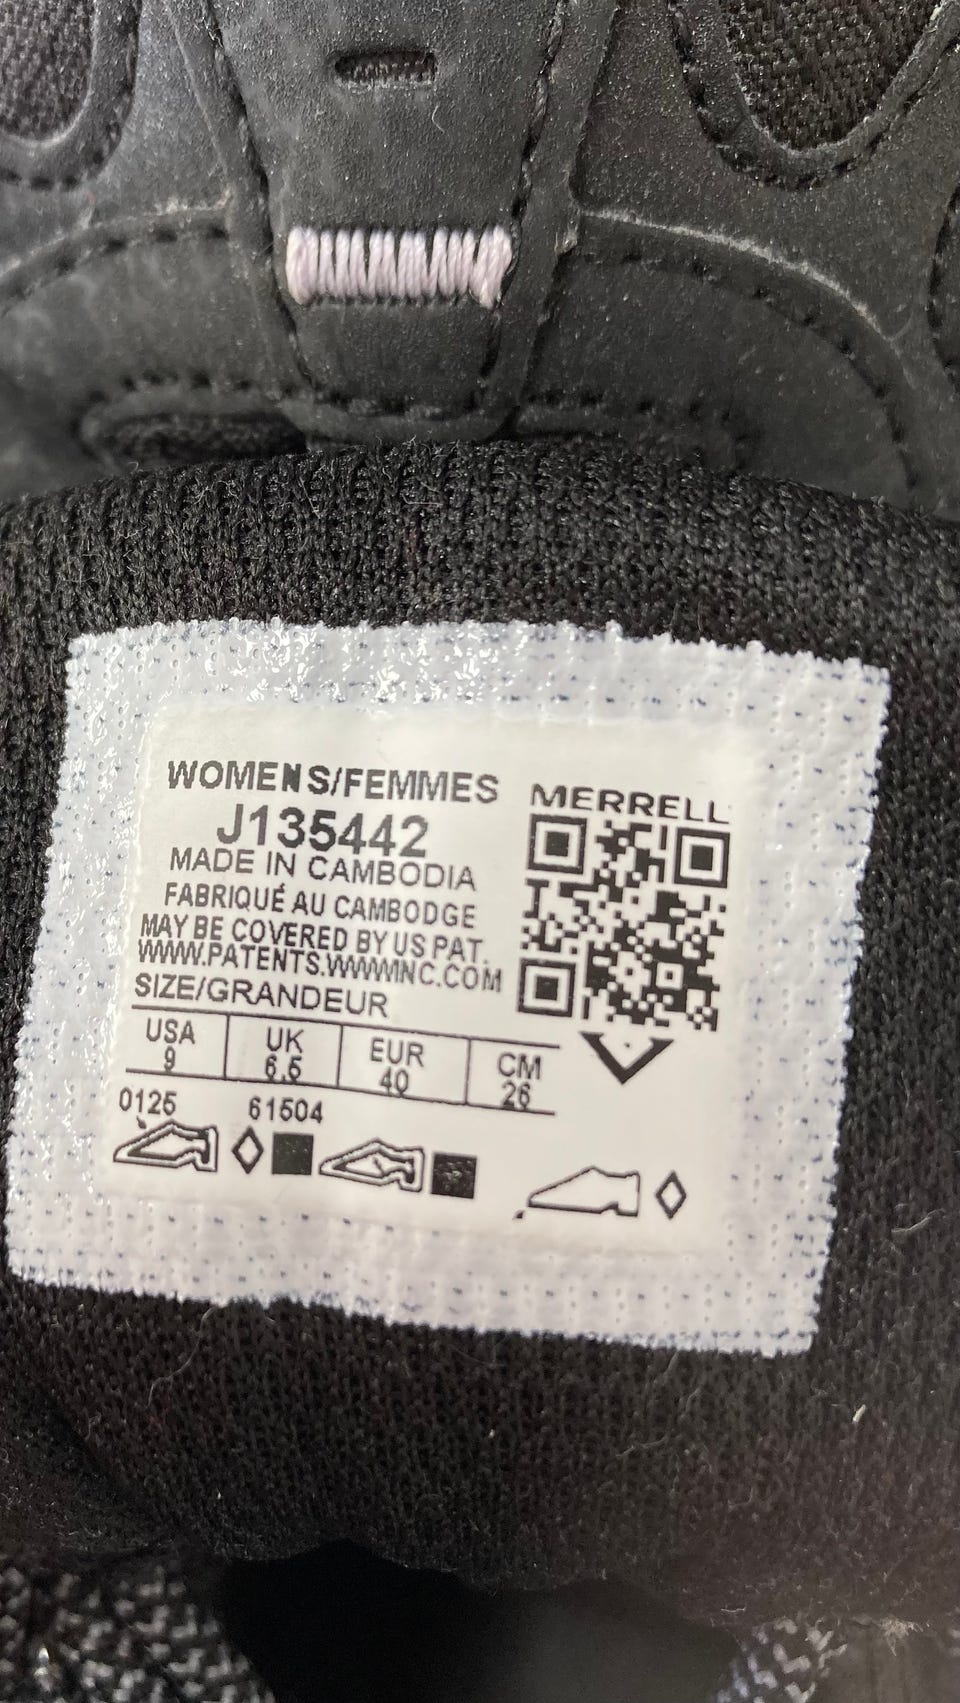 WOMENS/FEMMES
J135442
MADE IN CAMBODIA
FABRIQUÉ AU CAMBODGE
MAY BE COVERED BY US PAT.
WWW.PATENTS.WWWINC.COM
SIZE/GRANDEUR
USA UK EUR CM
9 6.5 40 26
0125 61504
MERRELL